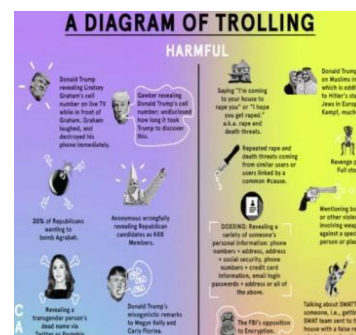 A DIAGRAM OF TROLLING
HARMFUL
Donald Trump
revealing Lindsey
Graham's cell
number on live TV
while in front of
Graham. Graham
laughed, and
destroyed his
phone immediately.
Gawker revealing
Donald Trump's cell
number; undisclosed
how long it took
Trump to discover
this.
30% of Republicans
wanting to
bomb Agrabah.
Anonymous wrongfully
revealing Republican
candidates as KKK
Members.
Revealing a
transgender person's
dead name via
Donald Trump's
misogynistic remarks
to Megyn Kelly and
Carly Fiorina.
Saying "I'm coming
to your house to
rape you" or "I hope
you get raped."
a.k.a. rape and
death threats.
Repeated rape and
death threats coming
from similar users or
users linked by a
common #cause.
DOXXING: Revealing a
variety of someone's
personal information: phone
numbers + address, address
+ social security, phone
numbers + credit card
information, email login
passwords + address or all of
the above.
The FBI's opposition
to Encryption.
Donald Trump
on Muslims in
which is odd
to Hitler's sta
Jews in Euro
Kampf, much
Revenge p
Full sto
Mentioning bo
or other violen
involving weap
against a speci
person or place
Talking about SWATT
someone, i.e., getti
SWAT team sent to t
house with a false
CA